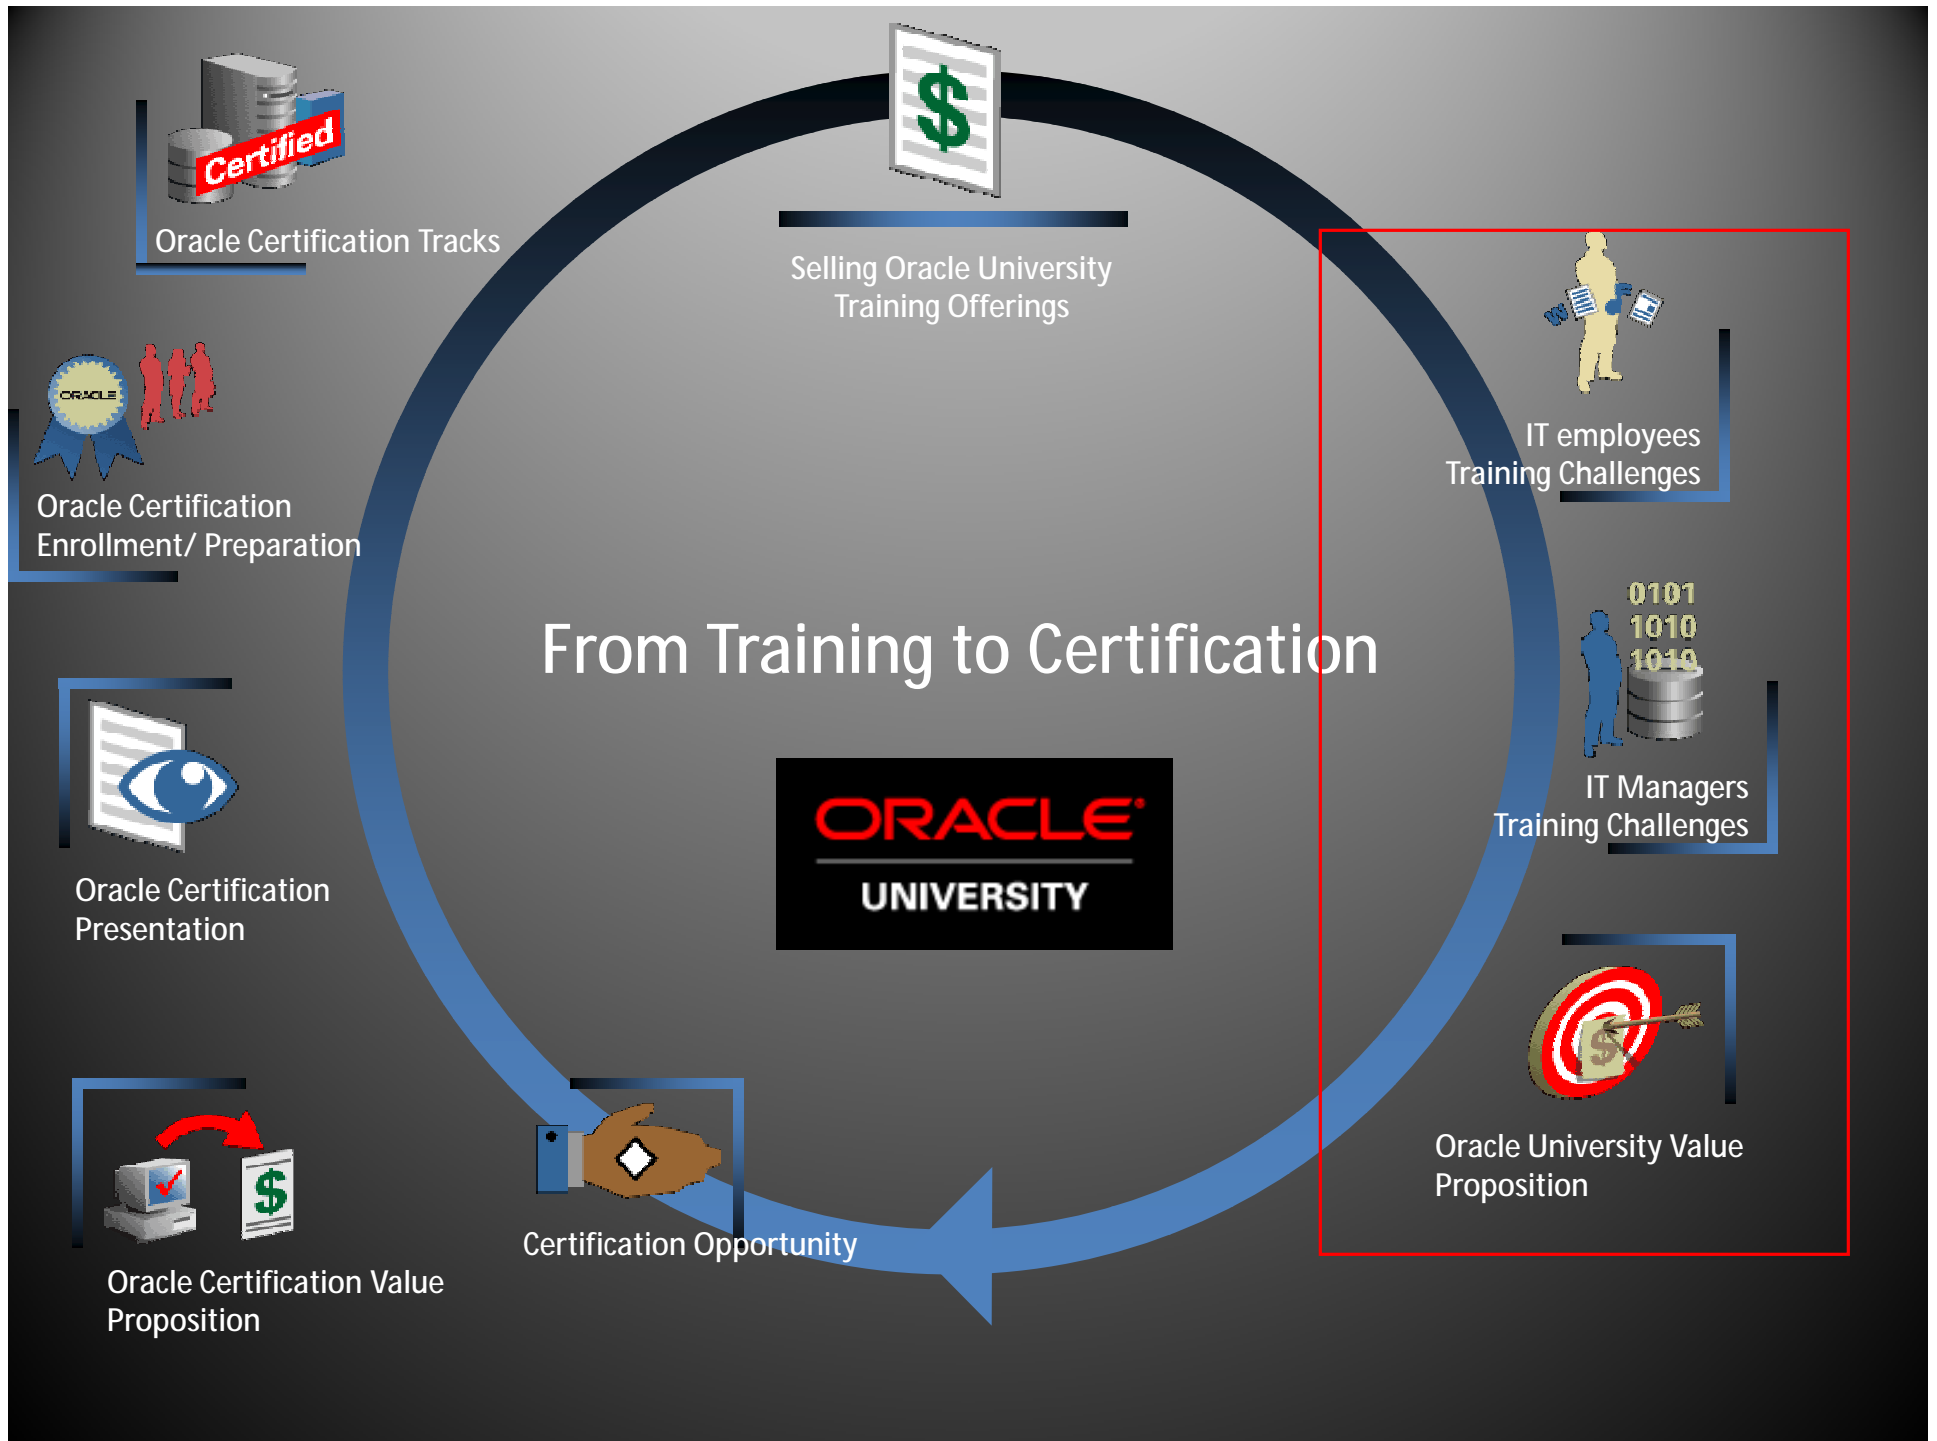 Certified
Oracle Certification Tracks
$
Selling Oracle University
Training Offerings
W
F
IT employees
Training Challenges
ORACLE
Oracle Certification
Enrollment/ Preparation
From Training to Certification
0101
1010
1010
IT Managers
Training Challenges
ORACLE®
UNIVERSITY
Oracle Certification
Presentation
$
Oracle University Value
Proposition
$
Oracle Certification Value
Proposition
Certification Opportunity